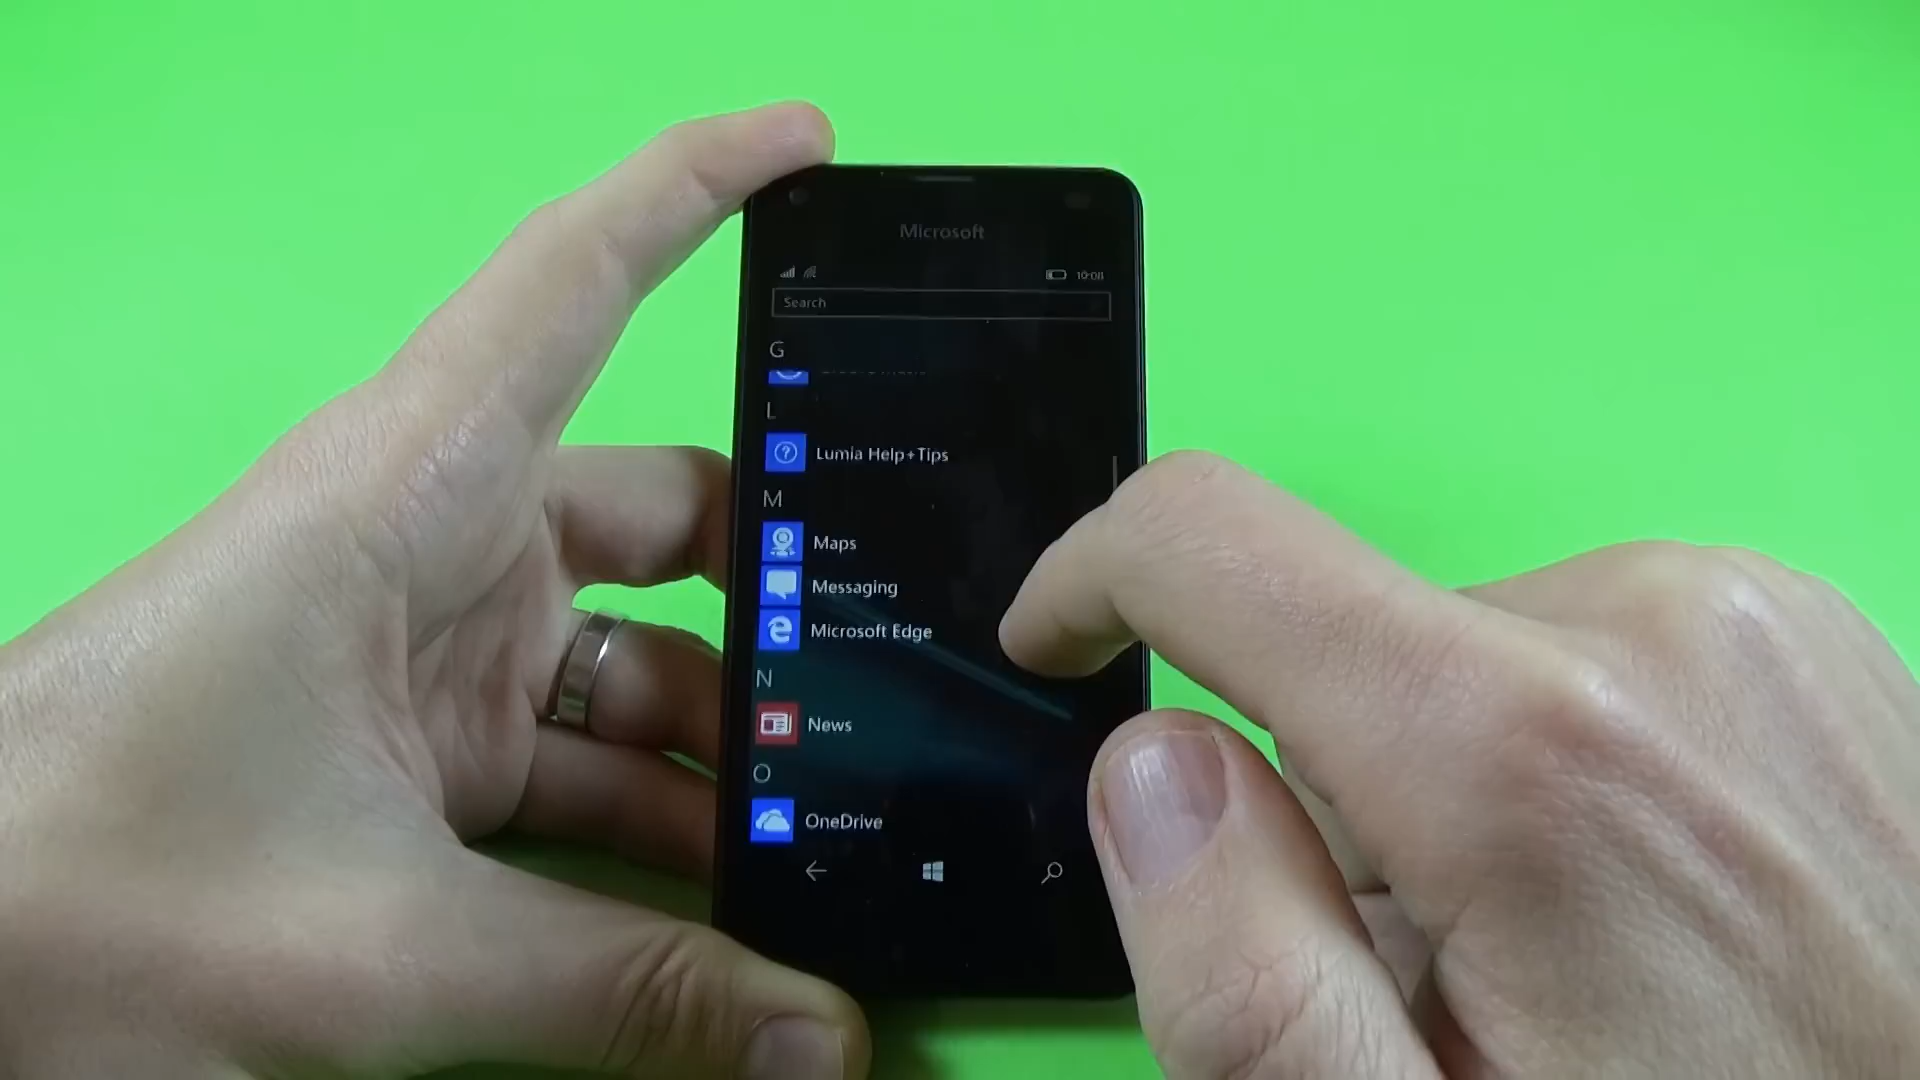 Microsoft
10:08
Search
G
L
Lumia Help+Tips
M
Maps
Messaging
Microsoft Edge
N
News
O
OneDrive